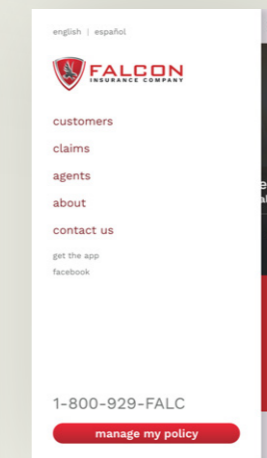 english | español
FALCON
INSURANCE COMPANY
customers
claims
agents
about
contact us
get the app
facebook
1-800-929-FALC
manage my policy